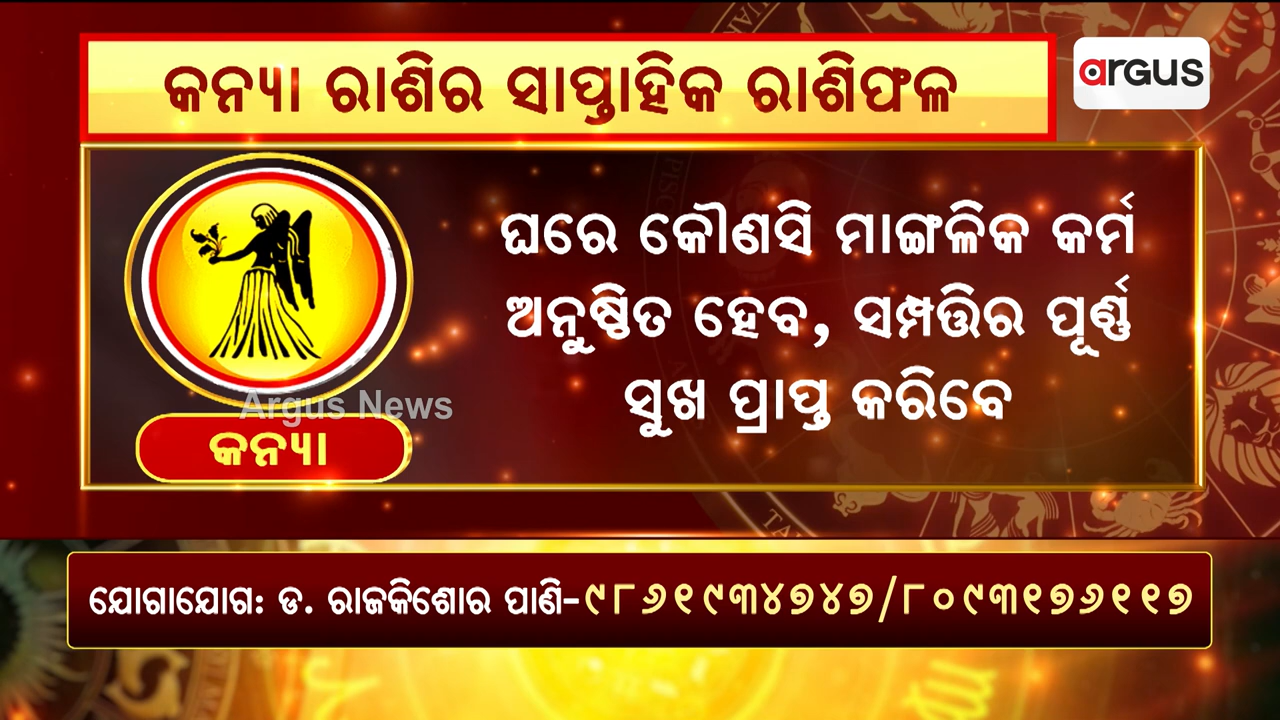 କନ୍ୟା ରାଶିର ସାପ୍ତାହିକ ରାଶିଫଳ
argus
ଘରେ କୌଣସି ମାଙ୍ଗଳିକ କର୍ମ
ଅନୁଷ୍ଠିତ ହେବ, ସମ୍ପତ୍ତିର ପୂର୍ଣ୍ଣ
ସୁଖ ପ୍ରାପ୍ତ କରିବେ
Argus News
କନ୍ୟା
ଯୋଗାଯୋଗ: ଡ. ରାଜକିଶୋର ପାଣି-୯୮୬୧୯୩୪୭୪୭/୮୦୯୩୧୭୬୧୧୭